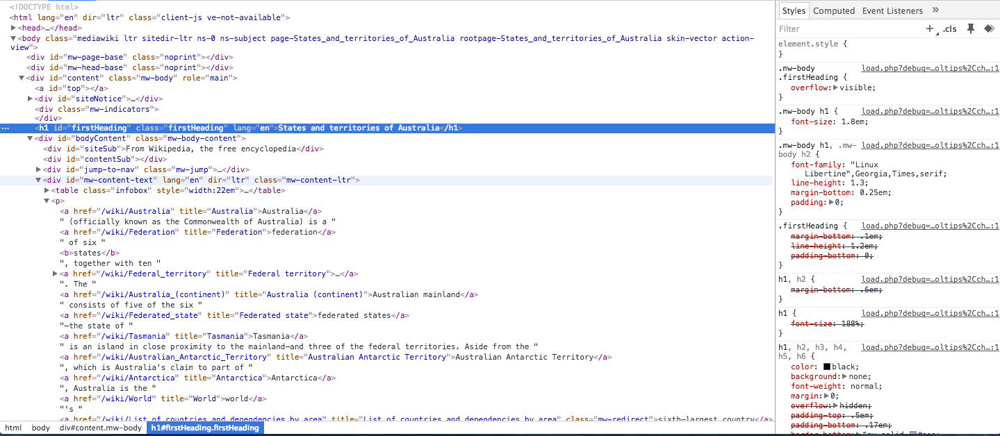 <!DOCTYPE html>
<html lang="en" dir="ltr" class="client-js ve-not-available">
<head>…</head>
<body class="mediawiki ltr sitedir-ltr ns-0 ns-subject page-States_and_territories_of_Australia rootpage-States_and_territories_of_Australia skin-vector action-
view">
<div id="mw-page-base" class="noprint"></div>
<div id="mw-head-base" class="noprint"></div>
<div id="content" class="mw-body" role="main">
<a id="top"></a>
<div id="siteNotice">…</div>
<div class="mw-indicators">
</div>
... <h1 id="firstHeading" class="firstHeading" lang="en">States and territories of Australia</h1>
<div id="bodyContent" class="mw-body-content">
<div id="siteSub">From Wikipedia, the free encyclopedia</div>
<div id="contentSub"></div>
<div id="jump-to-nav" class="mw-jump">…</div>
<div id="mw-content-text" lang="en" dir="ltr" class="mw-content-ltr">
<table class="infobox" style="width:22em">…</table>
<p>
<a href="/wiki/Australia" title="Australia">Australia</a>
" (officially known as the Commonwealth of Australia) is a "
<a href="/wiki/Federation" title="Federation">federation</a>
" of six "
<b>states</b>
", together with ten "
<a href="/wiki/Federal_territory" title="Federal territory">…</a>
". The "
<a href="/wiki/Australia_(continent)" title="Australia (continent)">Australian mainland</a>
" consists of five of the six "
<a href="/wiki/Federated_state" title="Federated state">federated states</a>
"—the state of "
<a href="/wiki/Tasmania" title="Tasmania">Tasmania</a>
" is an island in close proximity to the mainland—and three of the federal territories. Aside from the "
<a href="/wiki/Australian_Antarctic_Territory" title="Australian Antarctic Territory">Australian Antarctic Territory</a>
", which is Australia's claim to part of "
<a href="/wiki/Antarctica" title="Antarctica">Antarctica</a>
", Australia is the "
<a href="/wiki/World" title="World">world</a>
"'s "
<a href="/wiki/List_of_countries_and_dependencies_by_area" title="List of countries and dependencies by area" class="mw-redirect">sixth-largest country</a>
html body div#content.mw-body h1#firstHeading.firstHeading
Styles Computed Event Listeners »
Filter + .cls
element.style {
}
.mw-body load.php?debug=…oltips%2Cch…:1
.firstHeading {
overflow: visible;
}
.mw-body h1 { load.php?debug=…oltips%2Cch…:1
font-size: 1.8em;
}
.mw-body h1, .mw- load.php?debug=…oltips%2Cch…:1
body h2 {
font-family: "Linux
Libertine",Georgia,Times,serif;
line-height: 1.3;
margin-bottom: 0.25em;
padding: 0;
}
.firstHeading { load.php?debug=…oltips%2Cch…:1
margin-bottom: .1em;
line-height: 1.2em;
padding-bottom: 0;
}
h1, h2 { load.php?debug=…oltips%2Cch…:1
margin-bottom: .6em;
}
h1 { load.php?debug=…oltips%2Cch…:1
font-size: 188%;
}
h1, h2, h3, h4, load.php?debug=…oltips%2Cch…:1
h5, h6 {
color: black;
background: none;
font-weight: normal;
margin: 0;
overflow: hidden;
padding-top: .5em;
padding-bottom: .17em;
border-bottom: 1px solid